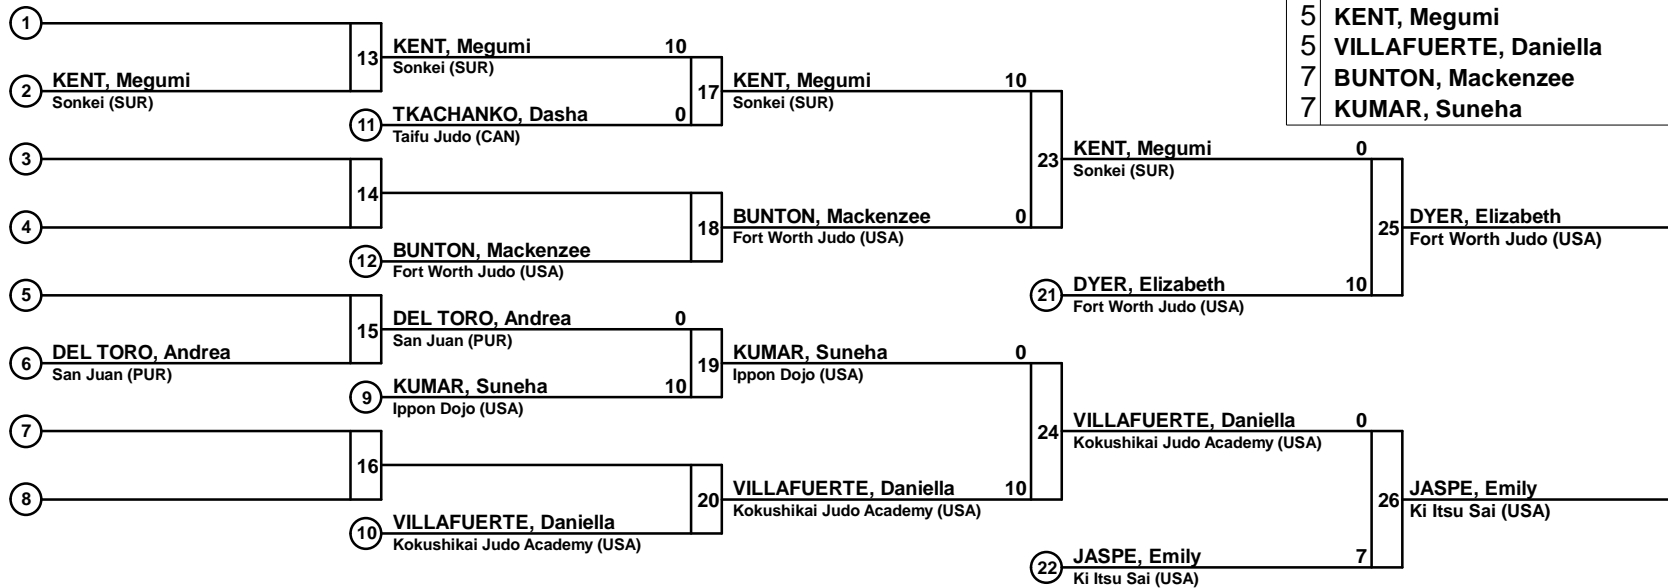 1
5 KENT, Megumi
13 KENT, Megumi 10
Sonkei (SUR)
5 VILLAFUERTE, Daniella
2 KENT, Megumi
Sonkei (SUR)
17 KENT, Megumi 10
Sonkei (SUR)
7 BUNTON, Mackenzee
11 TKACHANKO, Dasha 0
Taifu Judo (CAN)
7 KUMAR, Suneha
3
23 KENT, Megumi 0
Sonkei (SUR)
14
4
18 BUNTON, Mackenzee 0
Fort Worth Judo (USA)
25 DYER, Elizabeth
Fort Worth Judo (USA)
12 BUNTON, Mackenzee
Fort Worth Judo (USA)
5
21 DYER, Elizabeth 10
Fort Worth Judo (USA)
15 DEL TORO, Andrea 0
San Juan (PUR)
6 DEL TORO, Andrea
San Juan (PUR)
19 KUMAR, Suneha 0
Ippon Dojo (USA)
9 KUMAR, Suneha 10
Ippon Dojo (USA)
7
24 VILLAFUERTE, Daniella 0
Kokushikai Judo Academy (USA)
16
8
20 VILLAFUERTE, Daniella 10
Kokushikai Judo Academy (USA)
26 JASPE, Emily
Ki Itsu Sai (USA)
10 VILLAFUERTE, Daniella
Kokushikai Judo Academy (USA)
22 JASPE, Emily 7
Ki Itsu Sai (USA)